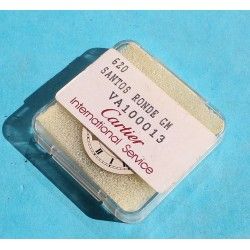 620
SANTOS RONDE GM
VA100013
Cartier
International Service